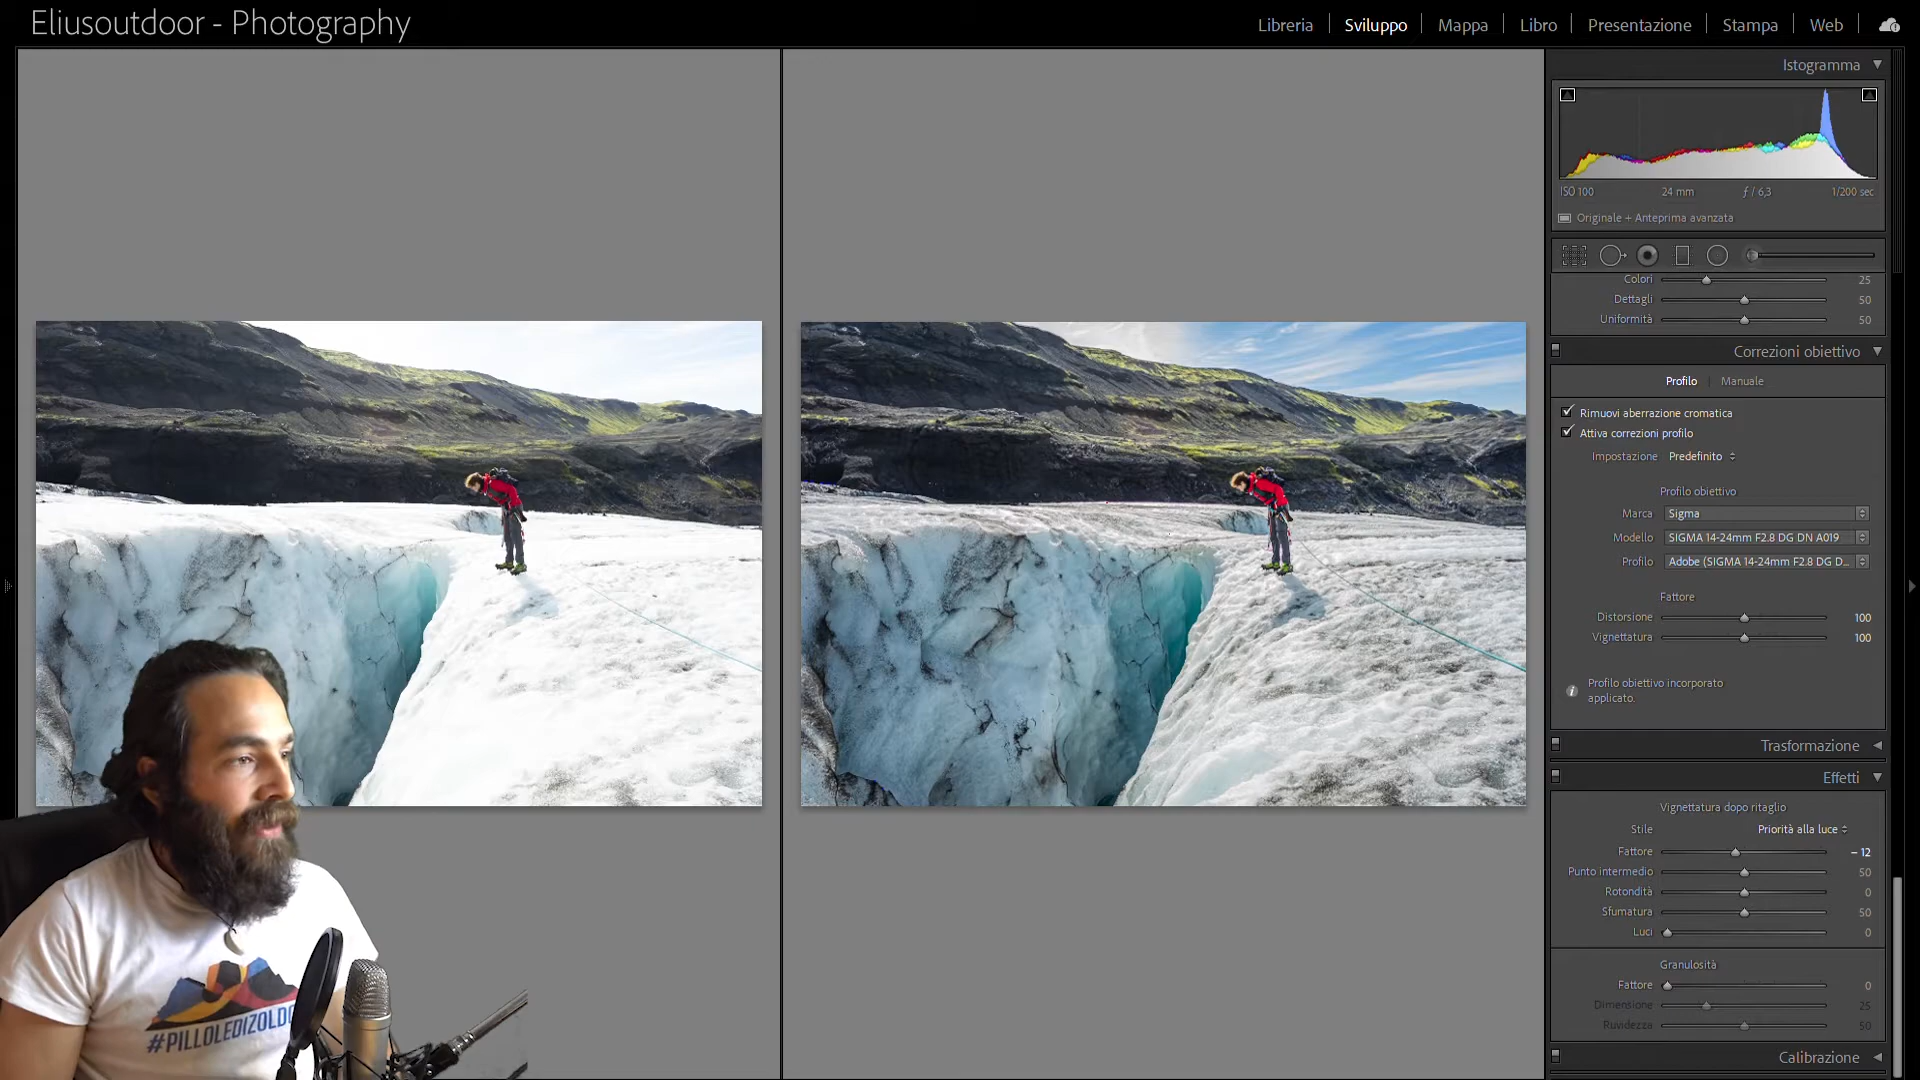 Eliusoutdoor - Photography
Libreria | Sviluppo | Mappa | Libro | Presentazione | Stampa | Web
Istogramma
ISO 100 24 mm ƒ / 6,3 1/200 sec
Originale + Anteprima avanzata
Colori 25
Dettagli 50
Uniformità 50
Correzioni obiettivo
Profilo | Manuale
Rimuovi aberrazione cromatica
Attiva correzioni profilo
Impostazione Predefinito
Profilo obiettivo
Marca Sigma
Modello SIGMA 14-24mm F2.8 DG DN A019
Profilo Adobe (SIGMA 14-24mm F2.8 DG D...
Fattore
Distorsione 100
Vignettatura 100
Profilo obiettivo incorporato
applicato.
Trasformazione
Effetti
Vignettatura dopo ritaglio
Stile Priorità alla luce
Fattore – 12
Punto intermedio 50
Rotondità 0
Sfumatura 50
Luci 0
Granulosità
Fattore 0
Dimensione 25
Ruvidezza 50
Calibrazione
#PILLOLEDIZOLDO